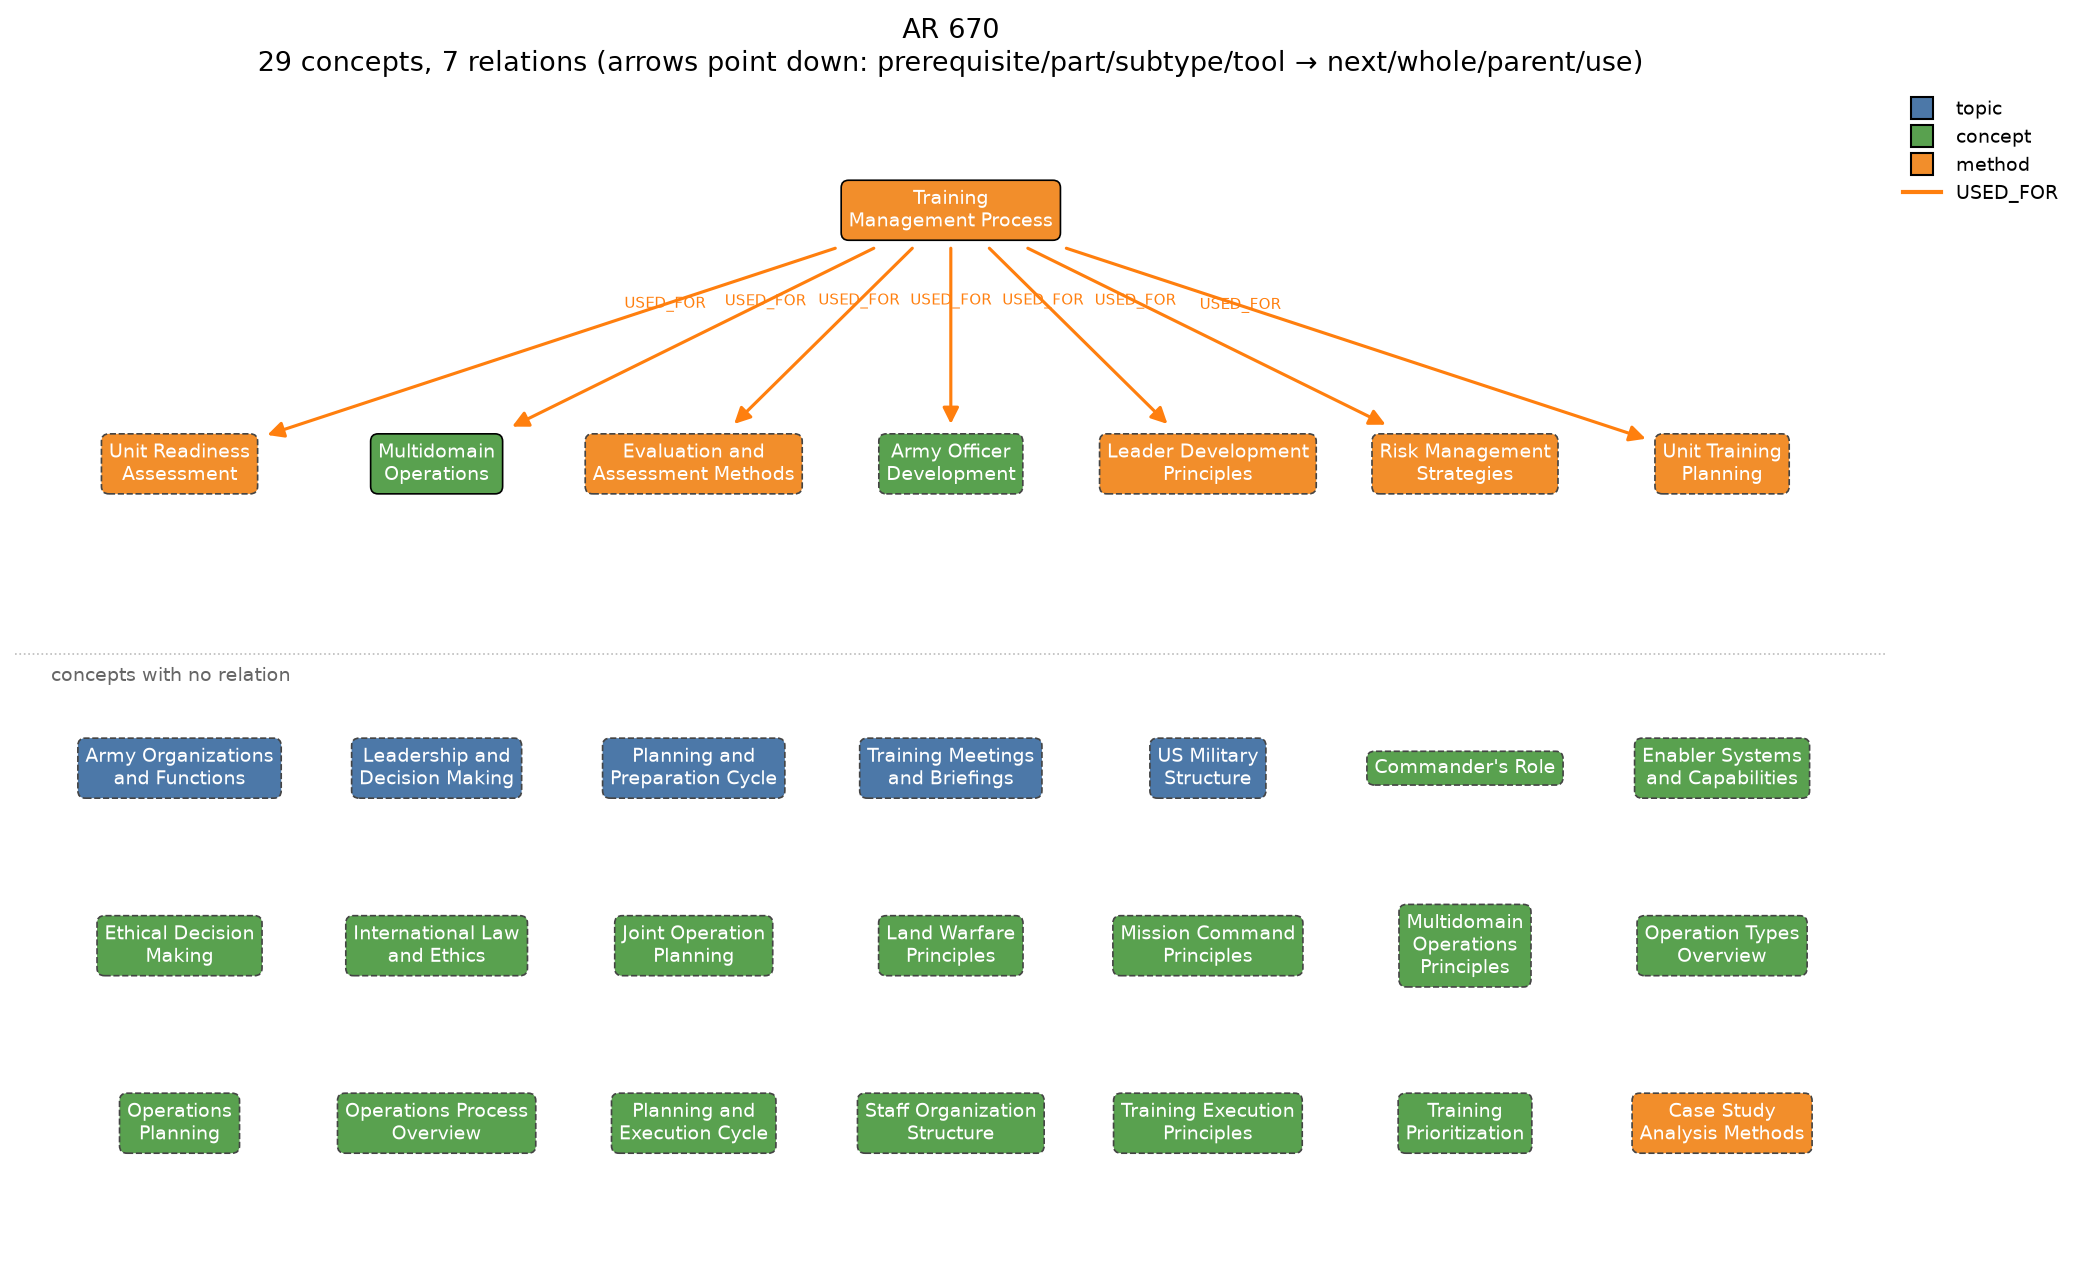 AR 670
29 concepts, 7 relations (arrows point down: prerequisite/part/subtype/tool → next/whole/parent/use)
topic
concept
method
USED_FOR
Training
Management Process
USED_FOR
USED_FOR
USED_FOR
USED_FOR
USED_FOR
USED_FOR
USED_FOR
Unit Readiness
Assessment
Multidomain
Operations
Evaluation and
Assessment Methods
Army Officer
Development
Leader Development
Principles
Risk Management
Strategies
Unit Training
Planning
concepts with no relation
Army Organizations
and Functions
Leadership and
Decision Making
Planning and
Preparation Cycle
Training Meetings
and Briefings
US Military
Structure
Commander's Role
Enabler Systems
and Capabilities
Ethical Decision
Making
International Law
and Ethics
Joint Operation
Planning
Land Warfare
Principles
Mission Command
Principles
Multidomain
Operations
Principles
Operation Types
Overview
Operations
Planning
Operations Process
Overview
Planning and
Execution Cycle
Staff Organization
Structure
Training Execution
Principles
Training
Prioritization
Case Study
Analysis Methods